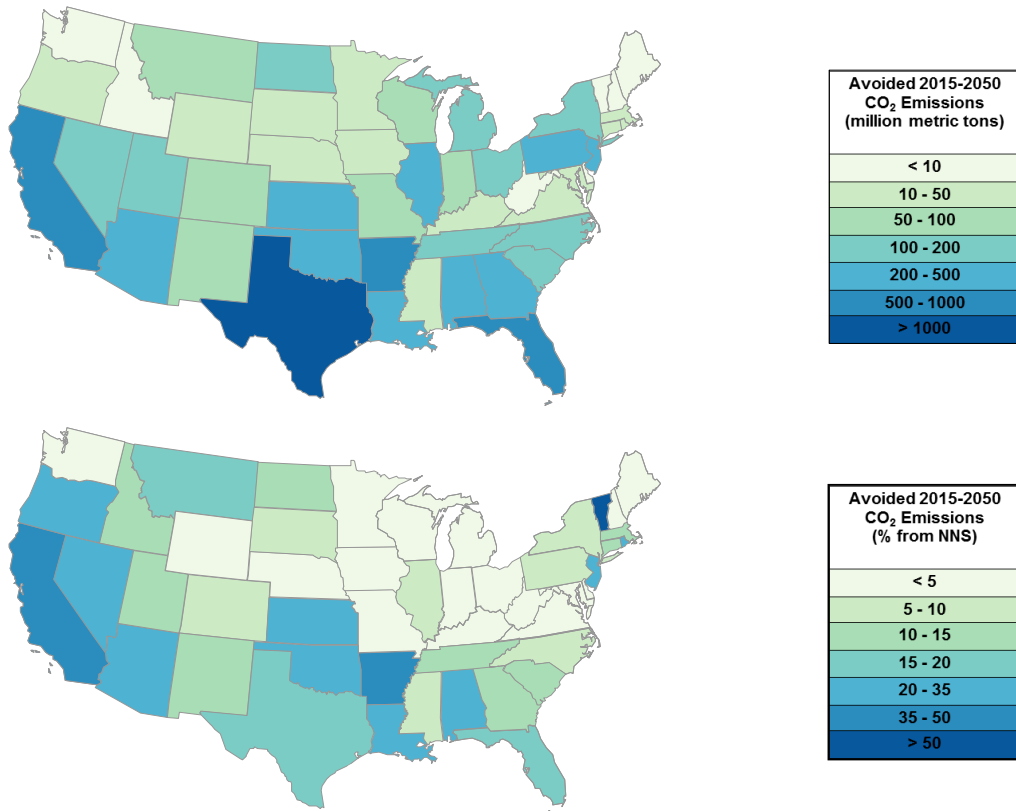 Avoided 2015-2050
CO₂ Emissions
(million metric tons)
< 10
10 - 50
50 - 100
100 - 200
200 - 500
500 - 1000
> 1000
Avoided 2015-2050
CO₂ Emissions
(% from NNS)
< 5
5 - 10
10 - 15
15 - 20
20 - 35
35 - 50
> 50